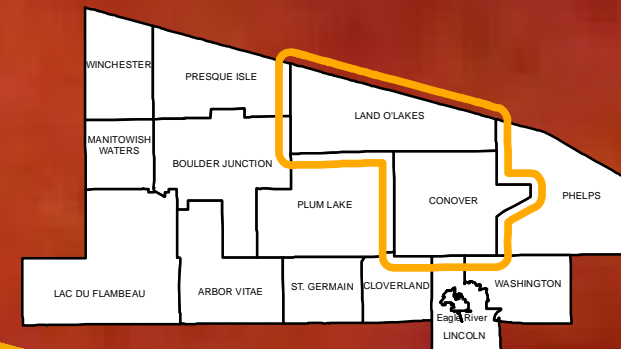 WINCHESTER
PRESQUE ISLE
LAND O'LAKES
MANITOWISH
WATERS
BOULDER JUNCTION
PHELPS
PLUM LAKE
CONOVER
LAC DU FLAMBEAU
ARBOR VITAE
ST. GERMAIN
CLOVERLAND
WASHINGTON
Eagle River
LINCOLN